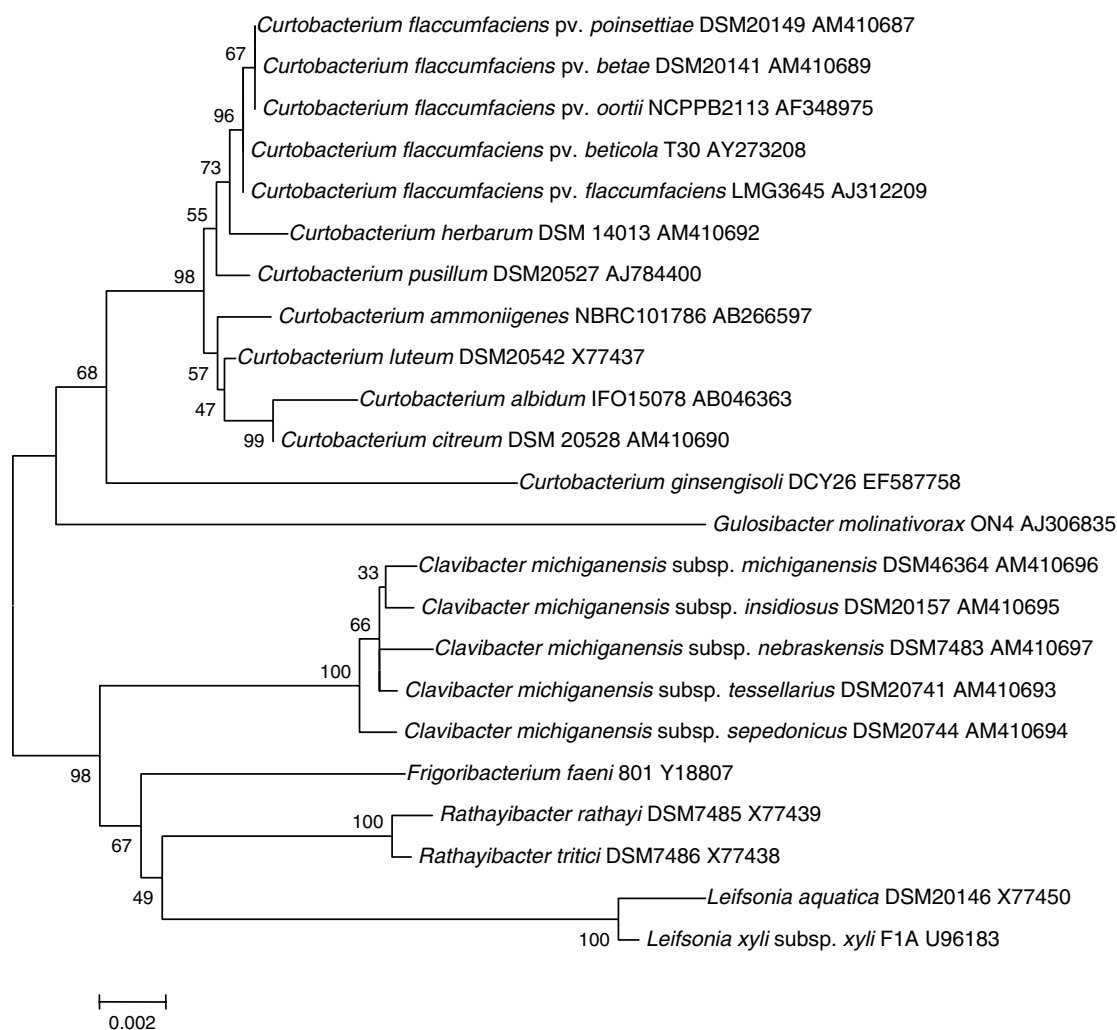 Curtobacterium flaccumfaciens pv. poinsettiae DSM20149 AM410687
67
Curtobacterium flaccumfaciens pv. betae DSM20141 AM410689
Curtobacterium flaccumfaciens pv. oortii NCPPB2113 AF348975
96
Curtobacterium flaccumfaciens pv. beticola T30 AY273208
73
Curtobacterium flaccumfaciens pv. flaccumfaciens LMG3645 AJ312209
55
Curtobacterium herbarum DSM 14013 AM410692
98
Curtobacterium pusillum DSM20527 AJ784400
Curtobacterium ammoniigenes NBRC101786 AB266597
Curtobacterium luteum DSM20542 X77437
68
57
Curtobacterium albidum IFO15078 AB046363
47
99
Curtobacterium citreum DSM 20528 AM410690
Curtobacterium ginsengisoli DCY26 EF587758
Gulosibacter molinativorax ON4 AJ306835
Clavibacter michiganensis subsp. michiganensis DSM46364 AM410696
33
Clavibacter michiganensis subsp. insidiosus DSM20157 AM410695
66
Clavibacter michiganensis subsp. nebraskensis DSM7483 AM410697
100
Clavibacter michiganensis subsp. tessellarius DSM20741 AM410693
Clavibacter michiganensis subsp. sepedonicus DSM20744 AM410694
98
Frigoribacterium faeni 801 Y18807
Rathayibacter rathayi DSM7485 X77439
100
67
Rathayibacter tritici DSM7486 X77438
49
Leifsonia aquatica DSM20146 X77450
100
Leifsonia xyli subsp. xyli F1A U96183
0.002